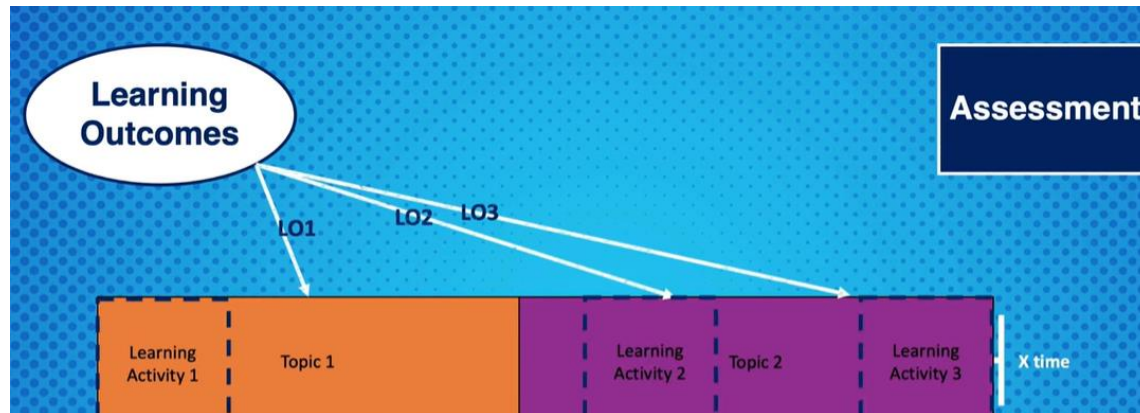 Learning
Outcomes
Assessment
LO1
LO2
LO3
Learning
Activity 1
Topic 1
Learning
Activity 2
Topic 2
Learning
Activity 3
X time